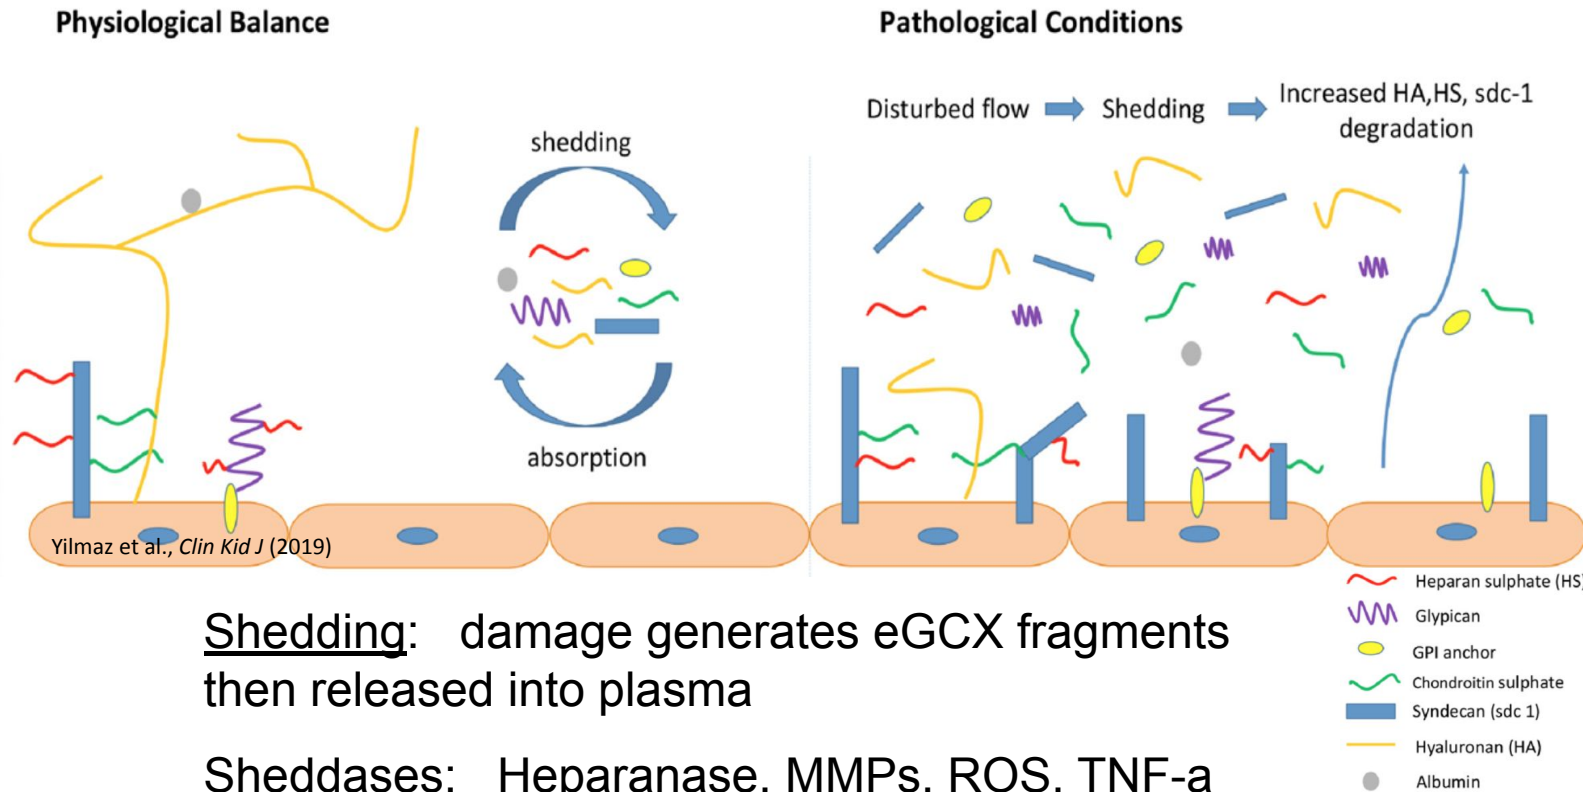 Physiological Balance
Pathological Conditions
Disturbed flow
Shedding
Increased HA,HS, sdc-1
degradation
shedding
absorption
Yilmaz et al., Clin Kid J (2019)
Heparan sulphate (HS)
Glypican
GPI anchor
Chondroitin sulphate
Syndecan (sdc 1)
Hyaluronan (HA)
Albumin
Shedding: damage generates eGCX fragments
then released into plasma
Sheddases: Heparanase, MMPs, ROS, TNF-a